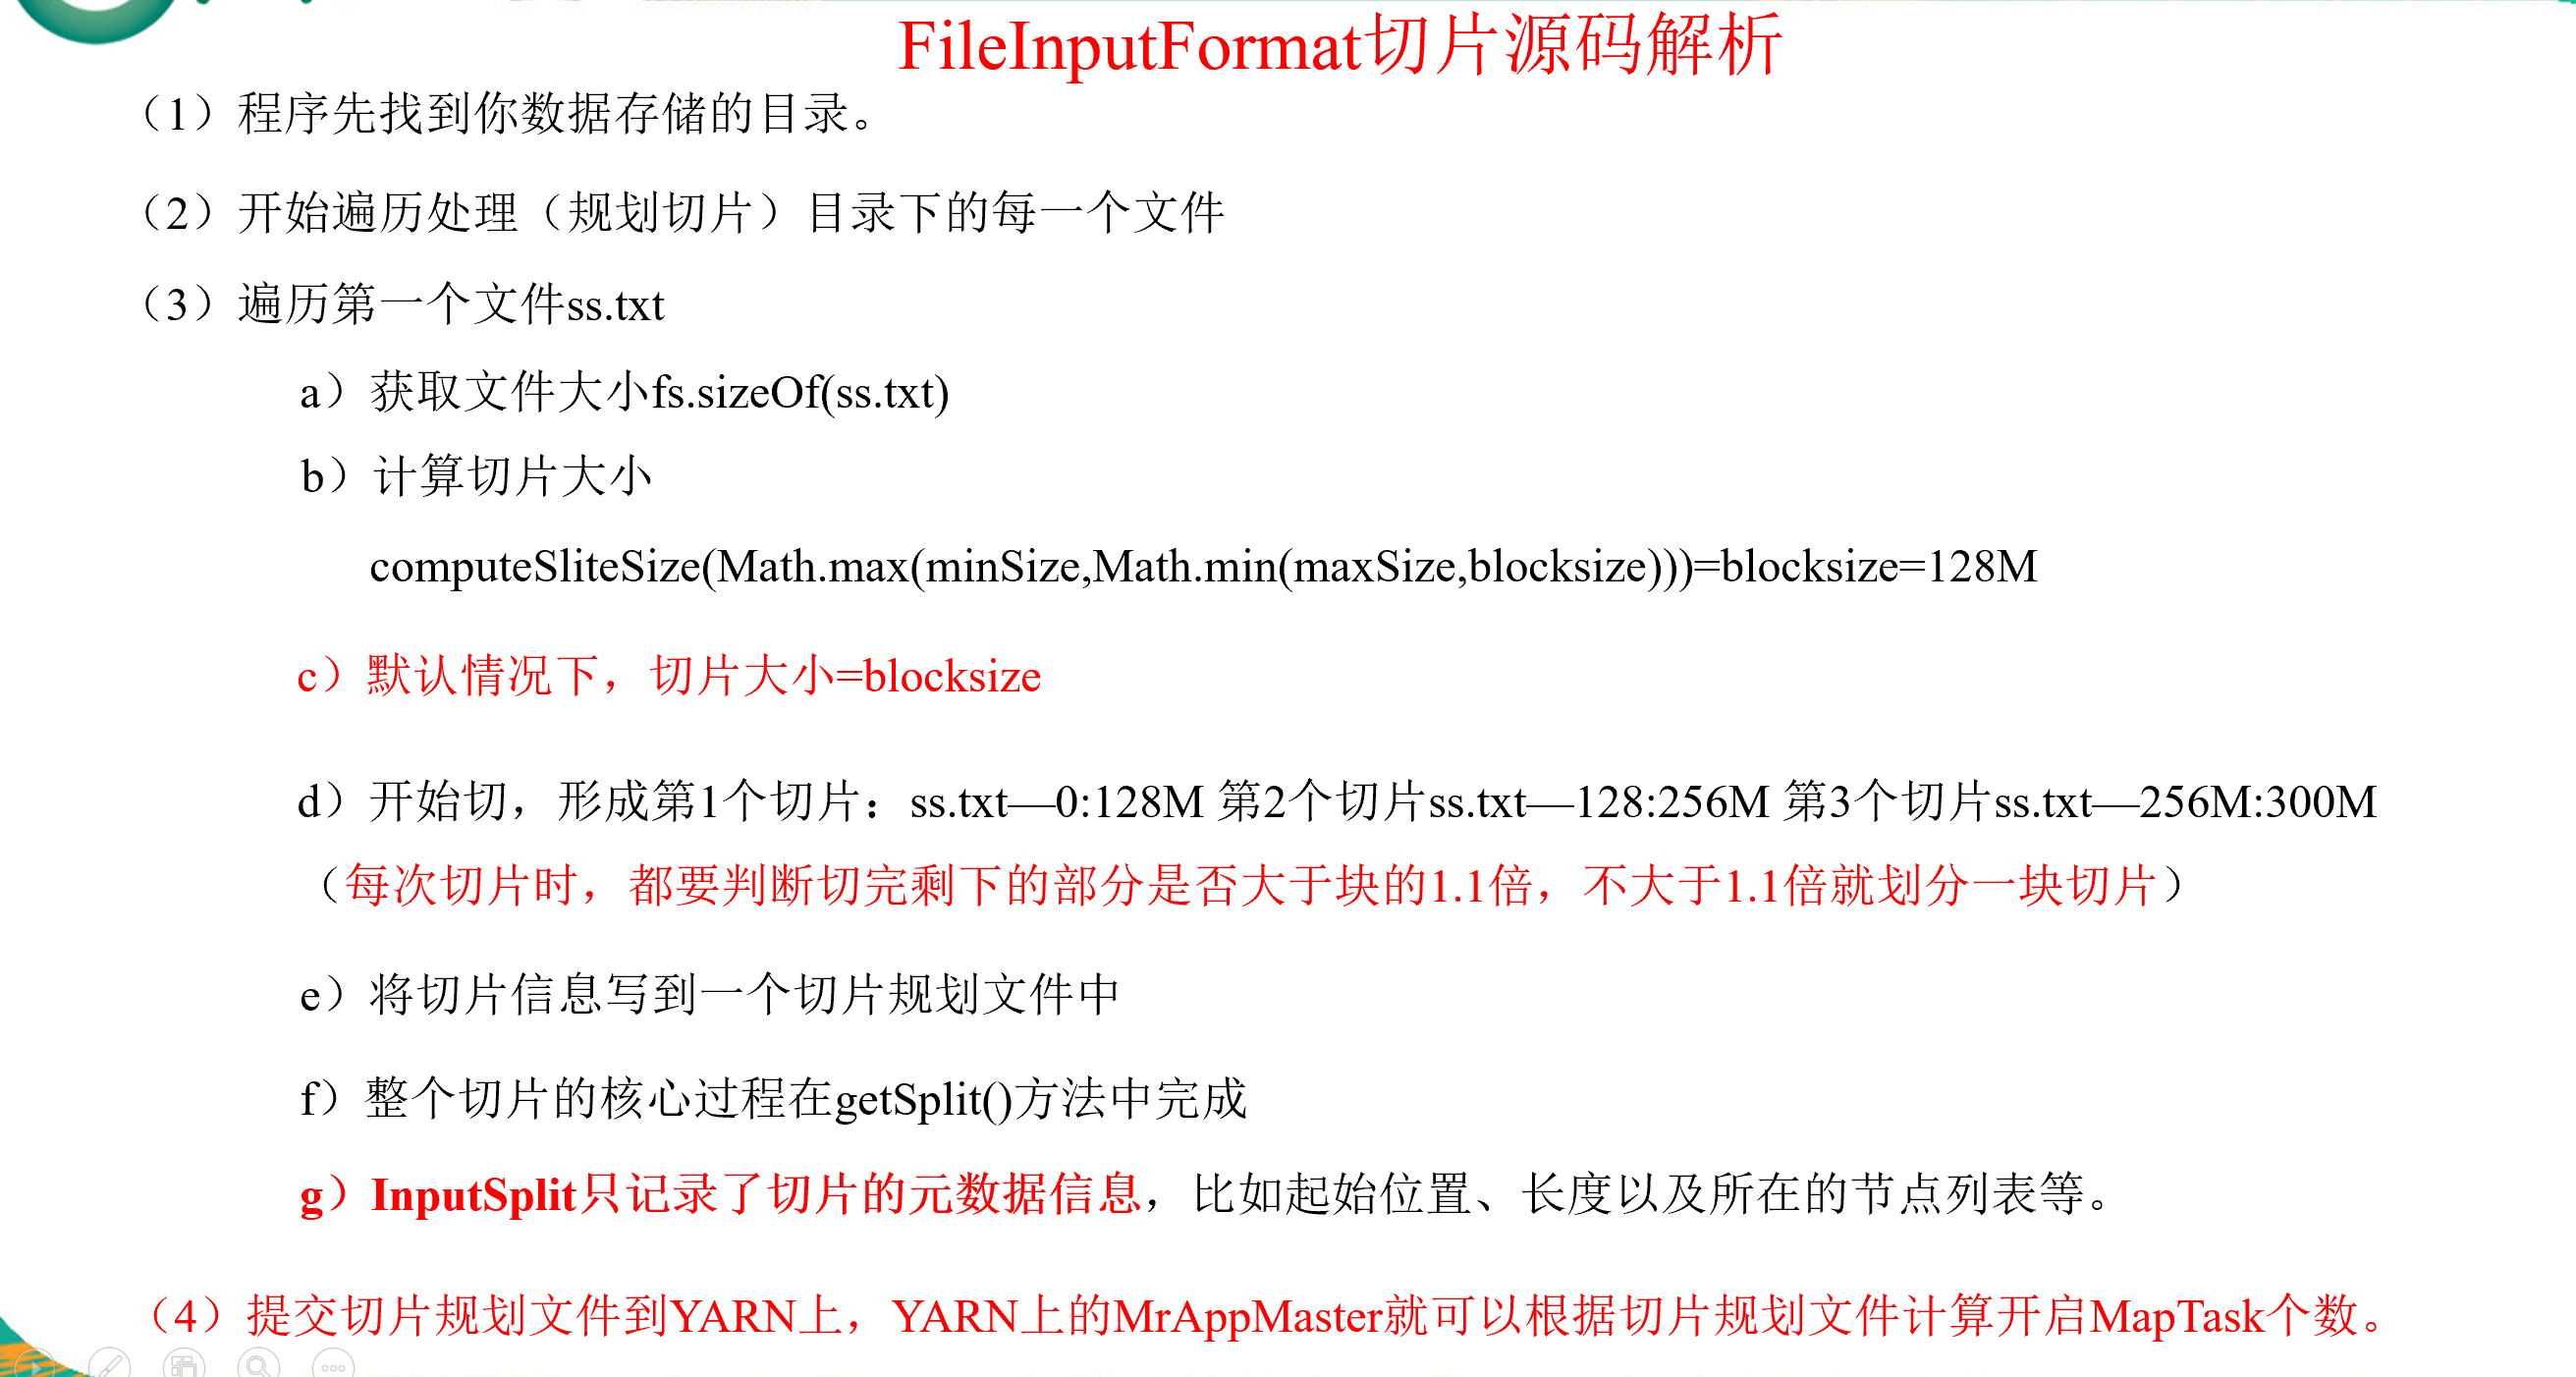 FileInputFormat切片源码解析
（1）程序先找到你数据存储的目录。
（2）开始遍历处理（规划切片）目录下的每一个文件
（3）遍历第一个文件ss.txt
a）获取文件大小fs.sizeOf(ss.txt)
b）计算切片大小
computeSliteSize(Math.max(minSize,Math.min(maxSize,blocksize)))=blocksize=128M
c）默认情况下，切片大小=blocksize
d）开始切，形成第1个切片：ss.txt—0:128M 第2个切片ss.txt—128:256M 第3个切片ss.txt—256M:300M
（每次切片时，都要判断切完剩下的部分是否大于块的1.1倍，不大于1.1倍就划分一块切片）
e）将切片信息写到一个切片规划文件中
f）整个切片的核心过程在getSplit()方法中完成
g）InputSplit只记录了切片的元数据信息，比如起始位置、长度以及所在的节点列表等。
（4）提交切片规划文件到YARN上，YARN上的MrAppMaster就可以根据切片规划文件计算开启MapTask个数。